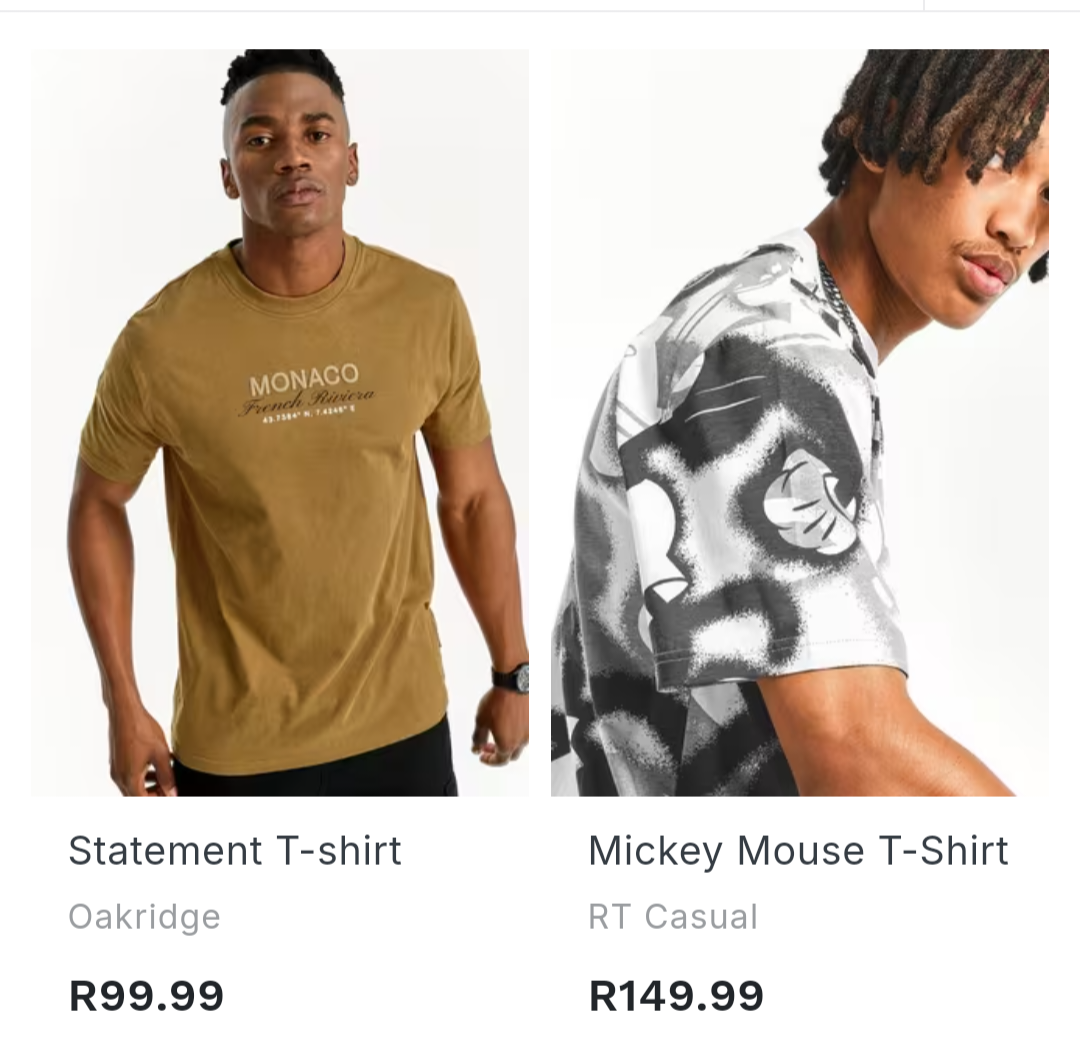 MONACO
French Riviera
43.7384° N, 7.4246° E
Statement T-shirt
Oakridge
R99.99
Mickey Mouse T-Shirt
RT Casual
R149.99